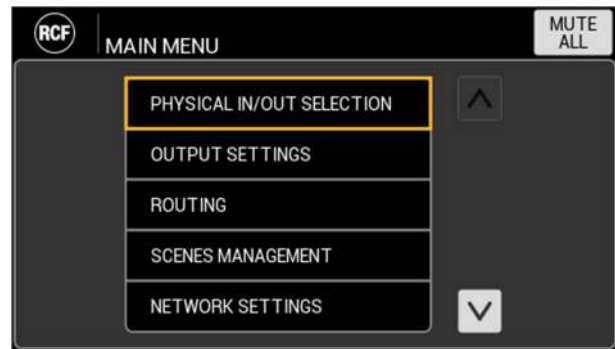 RCF
MAIN MENU
MUTE
ALL
PHYSICAL IN/OUT SELECTION
OUTPUT SETTINGS
ROUTING
SCENES MANAGEMENT
NETWORK SETTINGS